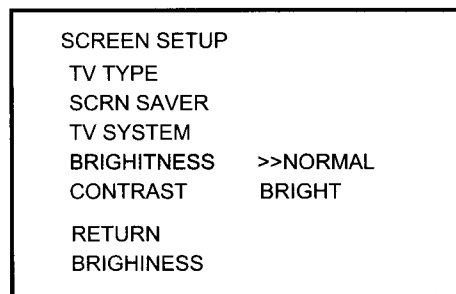 SCREEN SETUP
TV TYPE
SCRN SAVER
TV SYSTEM
BRIGHITNESS >>NORMAL
CONTRAST BRIGHT
RETURN
BRIGHINESS